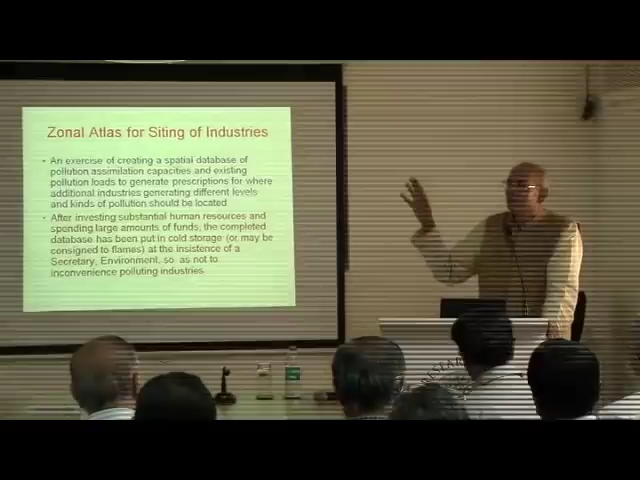 Zonal Atlas for Siting of Industries
• An exercise of creating a spatial database of
pollution assimilation capacities and existing
pollution loads to generate prescriptions for where
additional industries generating different levels
and kinds of pollution should be located
• After investing substantial human resources and
spending large amounts of funds, the completed
database has been put in cold storage (or may be
consigned to flames) at the insistence of a
Secretary, Environment, so as not to
inconvenience polluting industries